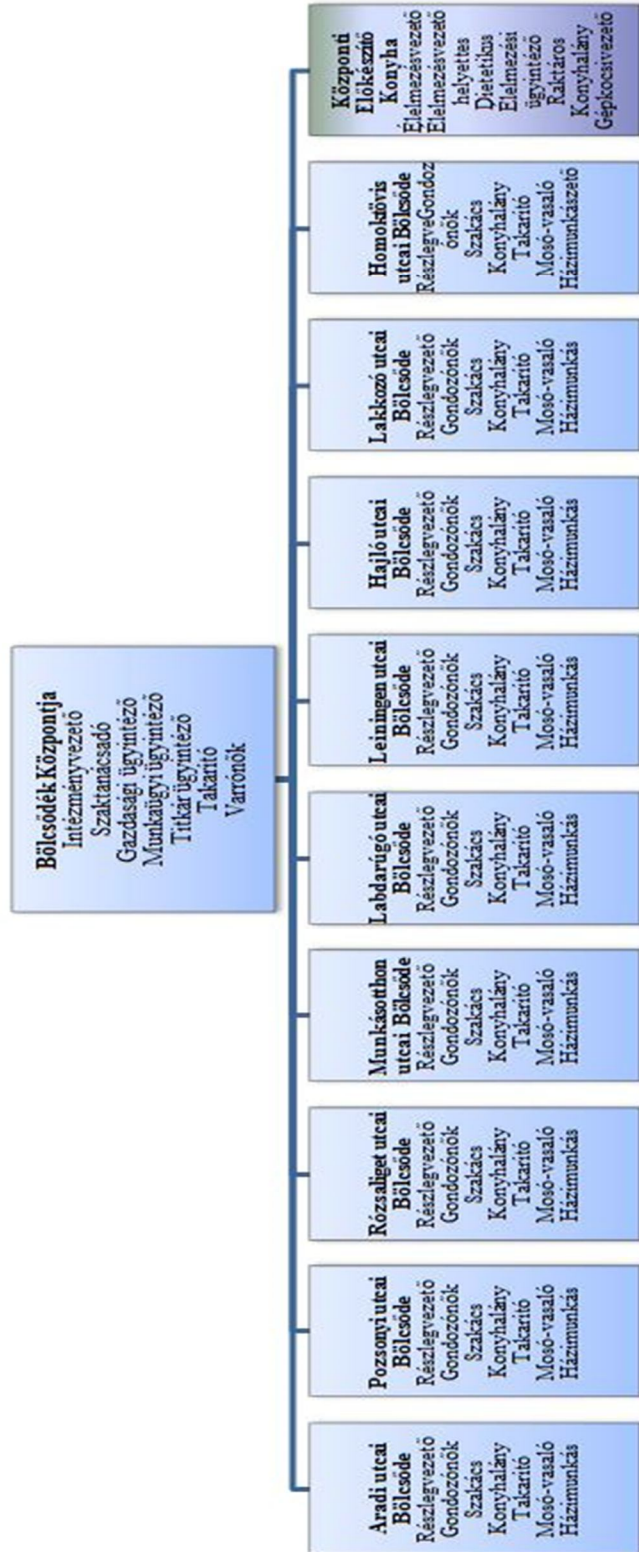 Bölcsődék Központja
Intézményvezető
Szaktanácsadó
Gazdasági ügyintéző
Munkaügyi ügyintéző
Titkár ügyintéző
Takarító
Varrónők
Aradi utcai
Bölcsőde
Részlegvezető
Gondozónők
Szakács
Konyhalány
Takarító
Mosó-vasaló
Házimunkás
Pozsonyi utcai
Bölcsőde
Részlegvezető
Gondozónők
Szakács
Konyhalány
Takarító
Mosó-vasaló
Házimunkás
Rózsaliget utcai
Bölcsőde
Részlegvezető
Gondozónők
Szakács
Konyhalány
Takarító
Mosó-vasaló
Házimunkás
Munkásotthon
utcai Bölcsőde
Részlegvezető
Gondozónők
Szakács
Konyhalány
Takarító
Mosó-vasaló
Házimunkás
Labdarúgó utcai
Bölcsőde
Részlegvezető
Gondozónők
Szakács
Konyhalány
Takarító
Mosó-vasaló
Házimunkás
Leiningen utcai
Bölcsőde
Részlegvezető
Gondozónők
Szakács
Konyhalány
Takarító
Mosó-vasaló
Házimunkás
Hajló utcai
Bölcsőde
Részlegvezető
Gondozónők
Szakács
Konyhalány
Takarító
Mosó-vasaló
Házimunkás
Lakkozó utcai
Bölcsőde
Részlegvezető
Gondozónők
Szakács
Konyhalány
Takarító
Mosó-vasaló
Házimunkás
Homoktövis
utcai Bölcsőde
RészlegveGondoz
ónők
Szakács
Konyhalány
Takarító
Mosó-vasaló
Házimunkászető
Központi
Előkészítő
Konyha
Élelmezésvezető
Élelmezésvezető
helyettes
Dietetikus
Élelmezési
ügyintéző
Raktáros
Konyhalány
Gépkocsivezető